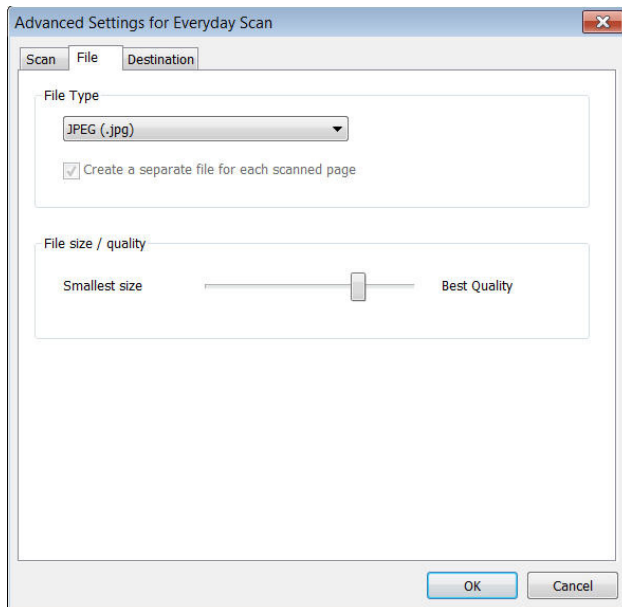 Advanced Settings for Everyday Scan
Scan File Destination
File Type
JPEG (.jpg)
Create a separate file for each scanned page
File size / quality
Smallest size Best Quality
OK Cancel